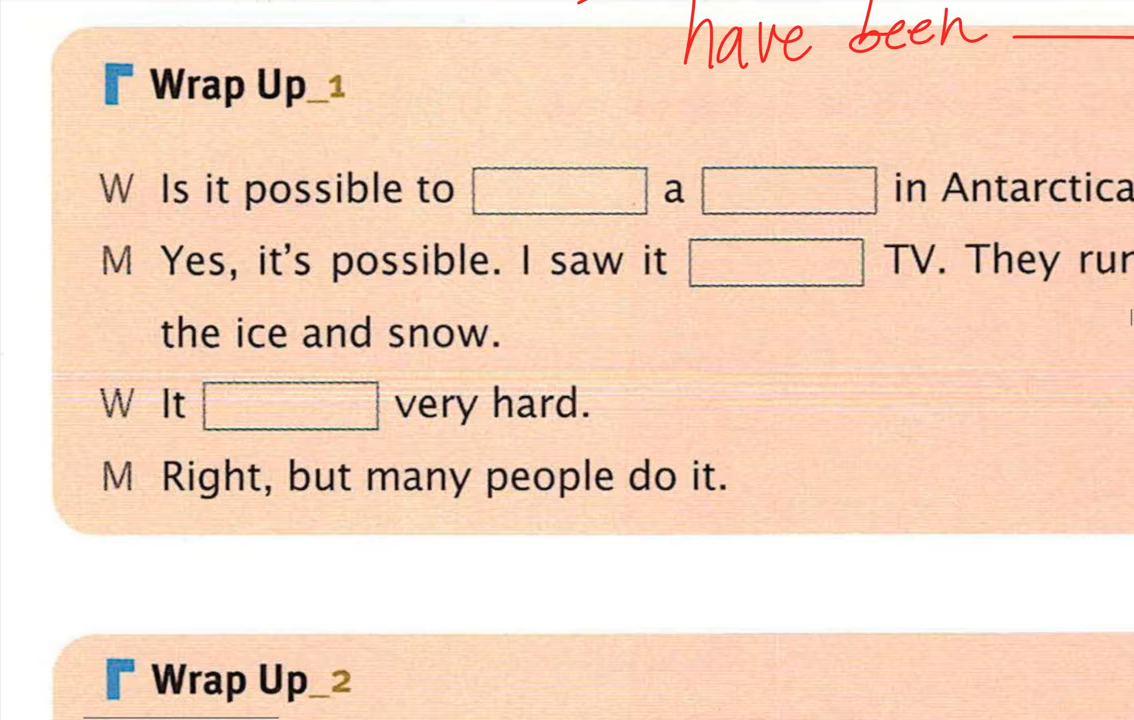 have been
Wrap Up_1
W Is it possible to a in Antarctica
M Yes, it's possible. I saw it TV. They run
the ice and snow.
W It very hard.
M Right, but many people do it.
Wrap Up_2